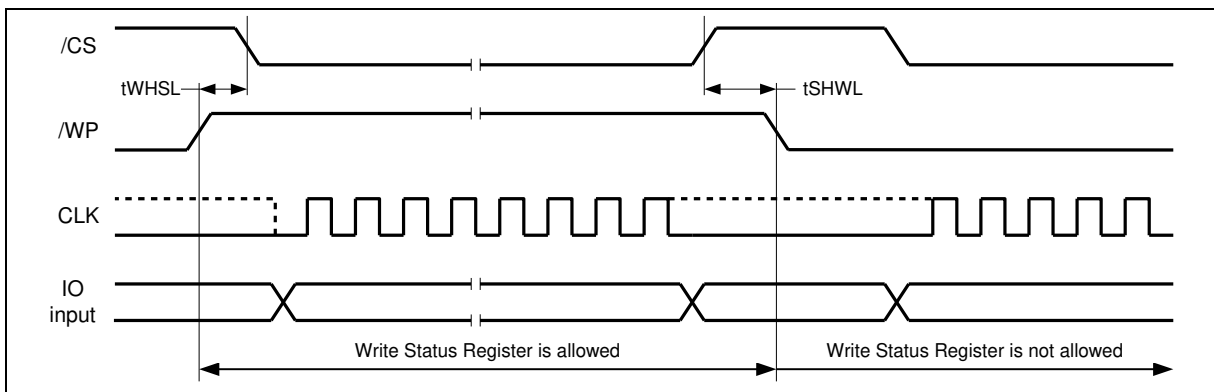 /CS
tWHSL
tSHWL
/WP
CLK
IO
input
Write Status Register is allowed
Write Status Register is not allowed